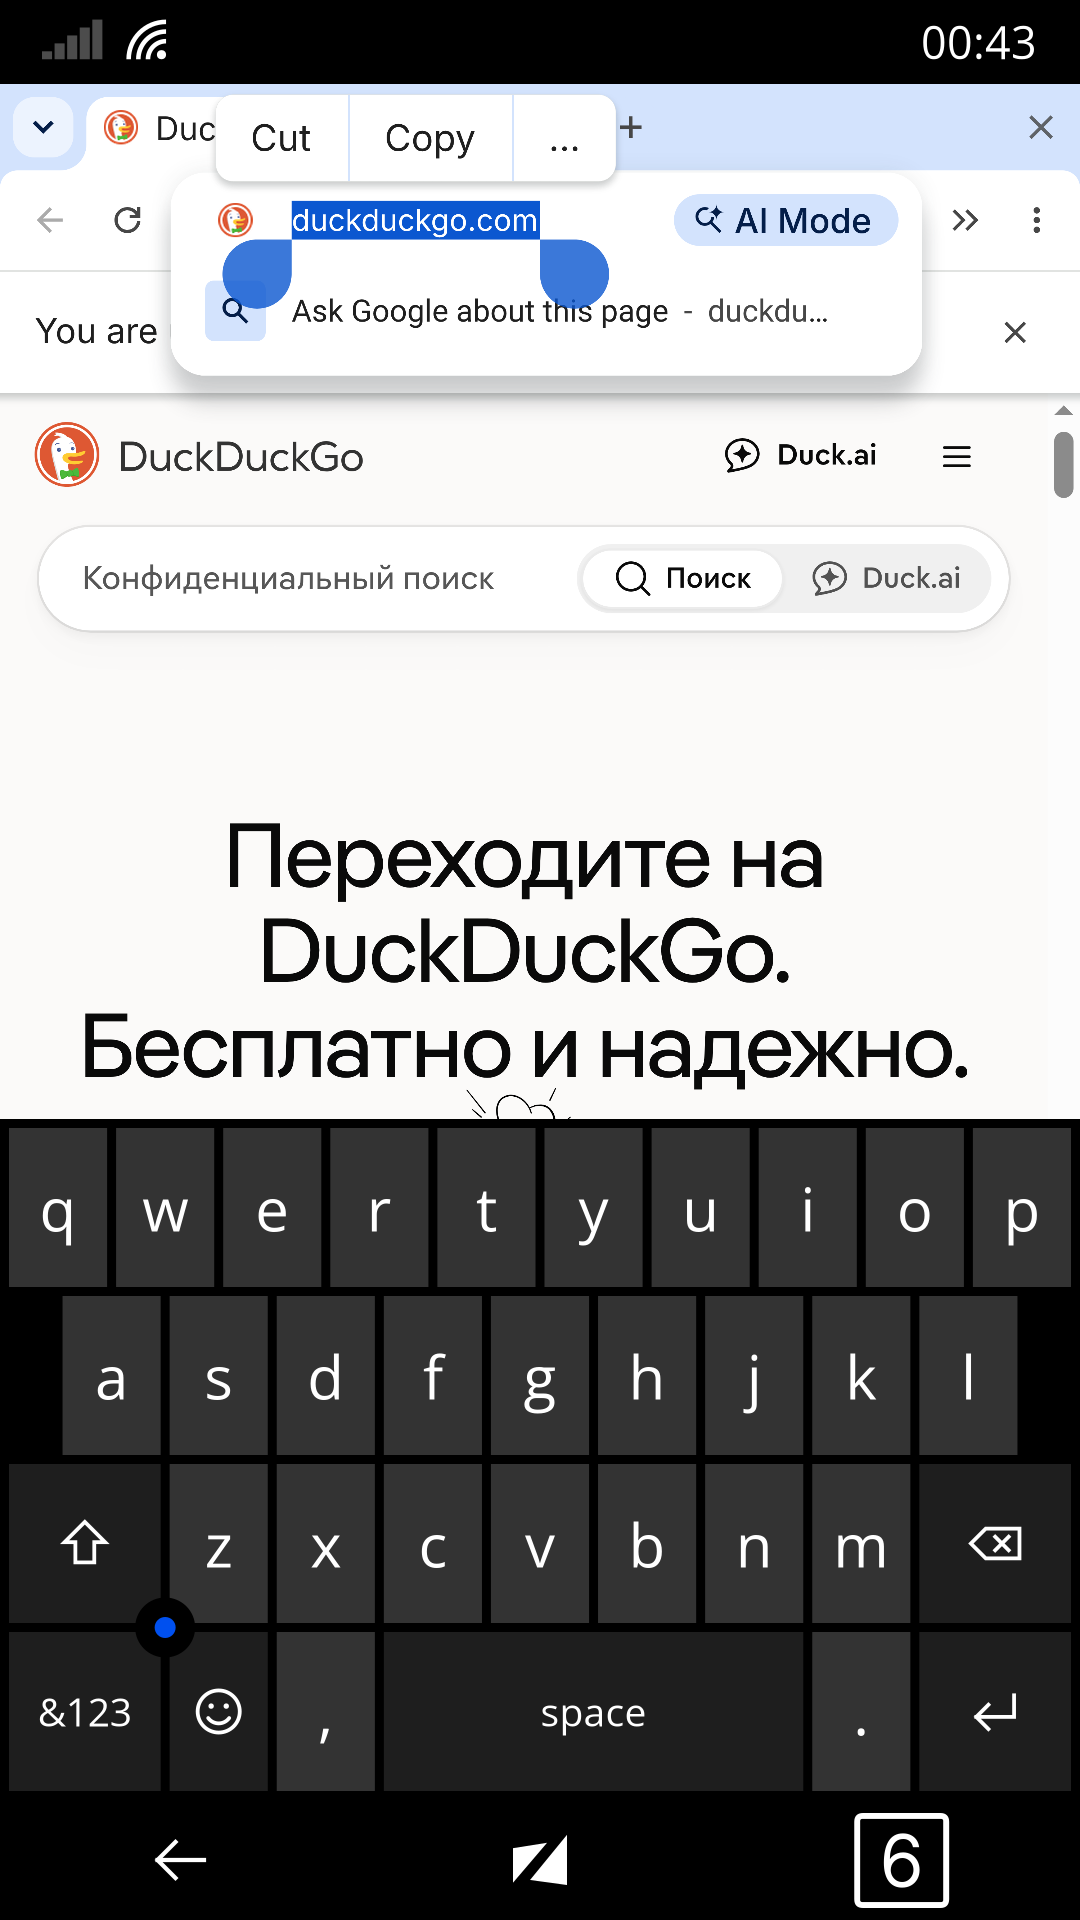 00:43
Duc
Cut
Copy
...
+
duckduckgo.com
AI Mode
Ask Google about this page - duckdu...
You are
DuckDuckGo
Duck.ai
Конфиденциальный поиск
Поиск
Duck.ai
Переходите на
DuckDuckGo.
Бесплатно и надежно.
q w e r t y u i o p
a s d f g h j k l
z x c v b n m
&123 , space .
6